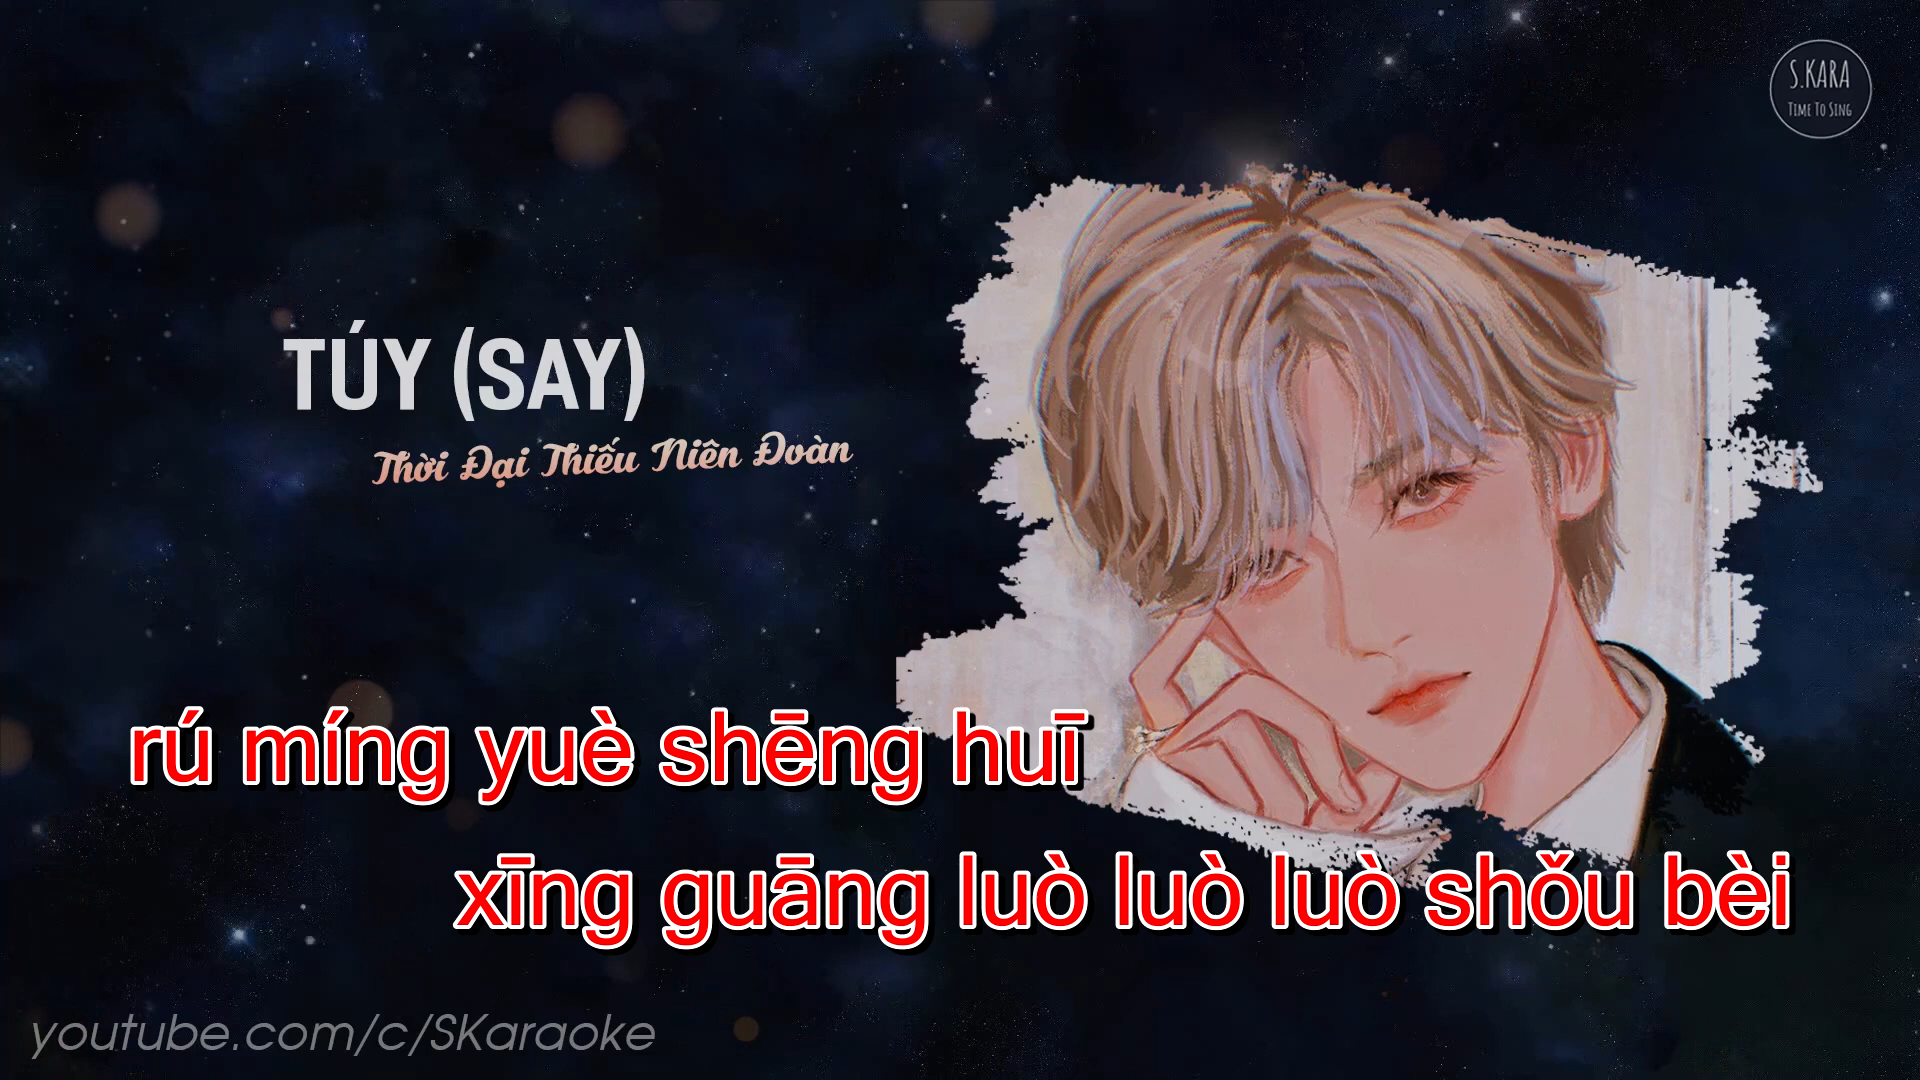 S.KARA
TIME TO SING
TÚY (SAY)
Thời Đại Thiếu Niên Đoàn
rú míng yuè shēng huī
xīng guāng luò luò luò shǒu bèi
youtube.com/c/SKaraoke